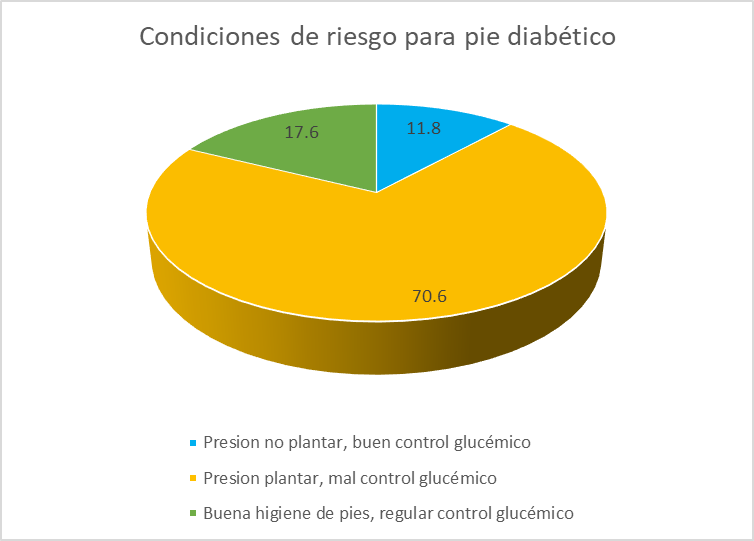 Condiciones de riesgo para pie diabético
17.6
11.8
70.6
Presion no plantar, buen control glucémico
Presion plantar, mal control glucémico
Buena higiene de pies, regular control glucémico